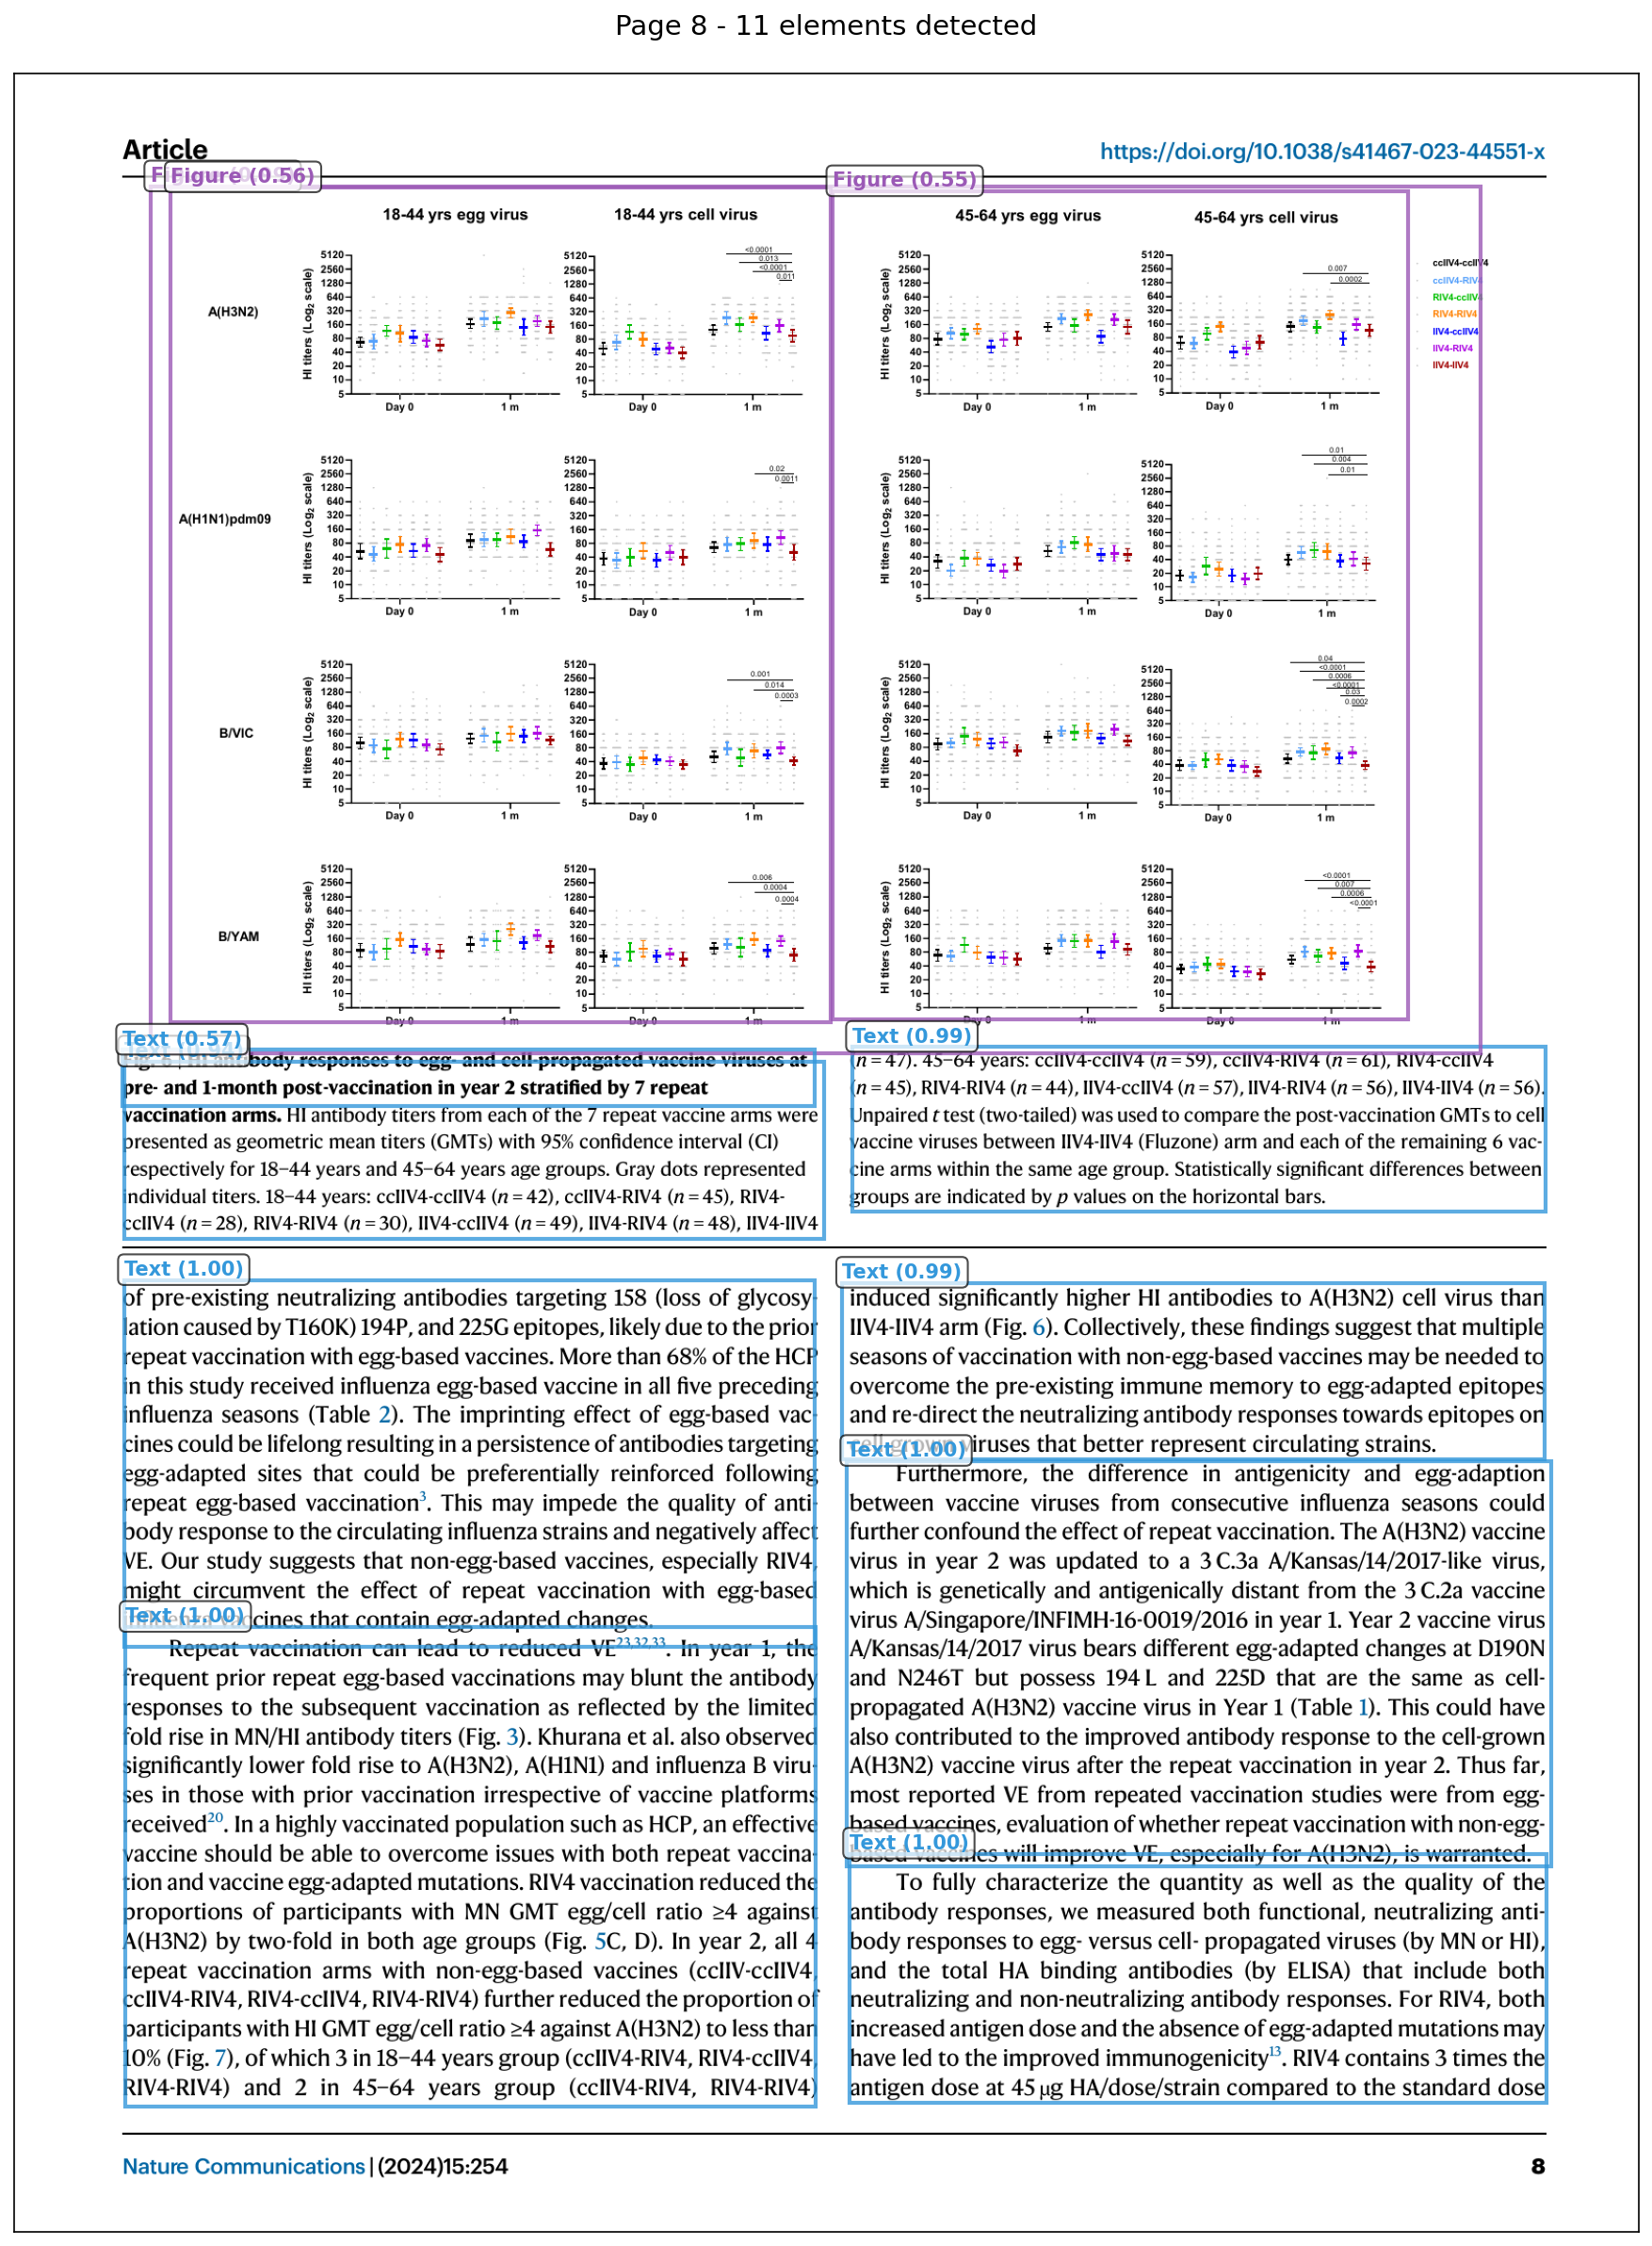 Page 8 - 11 elements detected
Article
https://doi.org/10.1038/s41467-023-44551-x
Figure (0.56)
Figure (0.55)
18-44 yrs egg virus
18-44 yrs cell virus
45-64 yrs egg virus
45-64 yrs cell virus
A(H3N2)
HI titers (Log2 scale)
5120
2560
1280
640
320
160
80
40
20
10
5
Day 0
1 m
<0.0001
0.013
<0.0001
0.011
0.007
0.0002
ccIIV4-ccIIV4
ccIIV4-RIV4
RIV4-ccIIV4
RIV4-RIV4
IIV4-ccIIV4
IIV4-RIV4
IIV4-IIV4
A(H1N1)pdm09
HI titers (Log2 scale)
0.02
0.0011
0.01
0.004
0.01
Day 0
1 m
B/VIC
HI titers (Log2 scale)
0.001
0.014
0.0003
0.04
<0.0001
0.0006
<0.0001
0.03
0.0002
Day 0
1 m
B/YAM
HI titers (Log2 scale)
0.006
0.0004
0.0004
<0.0001
0.007
0.0006
<0.0001
Day 0
1 m
Text (0.57)
body responses to egg- and cell-propagated vaccine viruses at
pre- and 1-month post-vaccination in year 2 stratified by 7 repeat
vaccination arms. HI antibody titers from each of the 7 repeat vaccine arms were
presented as geometric mean titers (GMTs) with 95% confidence interval (CI)
respectively for 18–44 years and 45–64 years age groups. Gray dots represented
individual titers. 18–44 years: ccIIV4-ccIIV4 (n = 42), ccIIV4-RIV4 (n = 45), RIV4-
ccIIV4 (n = 28), RIV4-RIV4 (n = 30), IIV4-ccIIV4 (n = 49), IIV4-RIV4 (n = 48), IIV4-IIV4
Text (0.99)
(n = 47). 45–64 years: ccIIV4-ccIIV4 (n = 59), ccIIV4-RIV4 (n = 61), RIV4-ccIIV4
(n = 45), RIV4-RIV4 (n = 44), IIV4-ccIIV4 (n = 57), IIV4-RIV4 (n = 56), IIV4-IIV4 (n = 56).
Unpaired t test (two-tailed) was used to compare the post-vaccination GMTs to cell
vaccine viruses between IIV4-IIV4 (Fluzone) arm and each of the remaining 6 vac-
cine arms within the same age group. Statistically significant differences between
groups are indicated by p values on the horizontal bars.
Text (1.00)
of pre-existing neutralizing antibodies targeting 158 (loss of glycosy-
lation caused by T160K) 194P, and 225G epitopes, likely due to the prior
repeat vaccination with egg-based vaccines. More than 68% of the HCP
in this study received influenza egg-based vaccine in all five preceding
influenza seasons (Table 2). The imprinting effect of egg-based vac-
cines could be lifelong resulting in a persistence of antibodies targeting
egg-adapted sites that could be preferentially reinforced following
repeat egg-based vaccination3. This may impede the quality of anti-
body response to the circulating influenza strains and negatively affect
VE. Our study suggests that non-egg-based vaccines, especially RIV4,
might circumvent the effect of repeat vaccination with egg-based
influenza vaccines that contain egg-adapted changes.
Text (1.00)
Repeat vaccination can lead to reduced VE23,32,33. In year 1, the
frequent prior repeat egg-based vaccinations may blunt the antibody
responses to the subsequent vaccination as reflected by the limited
fold rise in MN/HI antibody titers (Fig. 3). Khurana et al. also observed
significantly lower fold rise to A(H3N2), A(H1N1) and influenza B viru-
ses in those with prior vaccination irrespective of vaccine platforms
received20. In a highly vaccinated population such as HCP, an effective
vaccine should be able to overcome issues with both repeat vaccina-
tion and vaccine egg-adapted mutations. RIV4 vaccination reduced the
proportions of participants with MN GMT egg/cell ratio ≥4 against
A(H3N2) by two-fold in both age groups (Fig. 5C, D). In year 2, all 4
repeat vaccination arms with non-egg-based vaccines (ccIIV-ccIIV4,
ccIIV4-RIV4, RIV4-ccIIV4, RIV4-RIV4) further reduced the proportion of
participants with HI GMT egg/cell ratio ≥4 against A(H3N2) to less than
10% (Fig. 7), of which 3 in 18–44 years group (ccIIV4-RIV4, RIV4-ccIIV4,
RIV4-RIV4) and 2 in 45–64 years group (ccIIV4-RIV4, RIV4-RIV4)
Text (0.99)
induced significantly higher HI antibodies to A(H3N2) cell virus than
IIV4-IIV4 arm (Fig. 6). Collectively, these findings suggest that multiple
seasons of vaccination with non-egg-based vaccines may be needed to
overcome the pre-existing immune memory to egg-adapted epitopes
and re-direct the neutralizing antibody responses towards epitopes on
cell-grown viruses that better represent circulating strains.
Text (1.00)
Furthermore, the difference in antigenicity and egg-adaption
between vaccine viruses from consecutive influenza seasons could
further confound the effect of repeat vaccination. The A(H3N2) vaccine
virus in year 2 was updated to a 3 C.3a A/Kansas/14/2017-like virus,
which is genetically and antigenically distant from the 3 C.2a vaccine
virus A/Singapore/INFIMH-16-0019/2016 in year 1. Year 2 vaccine virus
A/Kansas/14/2017 virus bears different egg-adapted changes at D190N
and N246T but possess 194 L and 225D that are the same as cell-
propagated A(H3N2) vaccine virus in Year 1 (Table 1). This could have
also contributed to the improved antibody response to the cell-grown
A(H3N2) vaccine virus after the repeat vaccination in year 2. Thus far,
most reported VE from repeated vaccination studies were from egg-
based vaccines, evaluation of whether repeat vaccination with non-egg-
based vaccines will improve VE, especially for A(H3N2), is warranted.
Text (1.00)
To fully characterize the quantity as well as the quality of the
antibody responses, we measured both functional, neutralizing anti-
body responses to egg- versus cell- propagated viruses (by MN or HI),
and the total HA binding antibodies (by ELISA) that include both
neutralizing and non-neutralizing antibody responses. For RIV4, both
increased antigen dose and the absence of egg-adapted mutations may
have led to the improved immunogenicity13. RIV4 contains 3 times the
antigen dose at 45 µg HA/dose/strain compared to the standard dose
Nature Communications | (2024)15:254
8